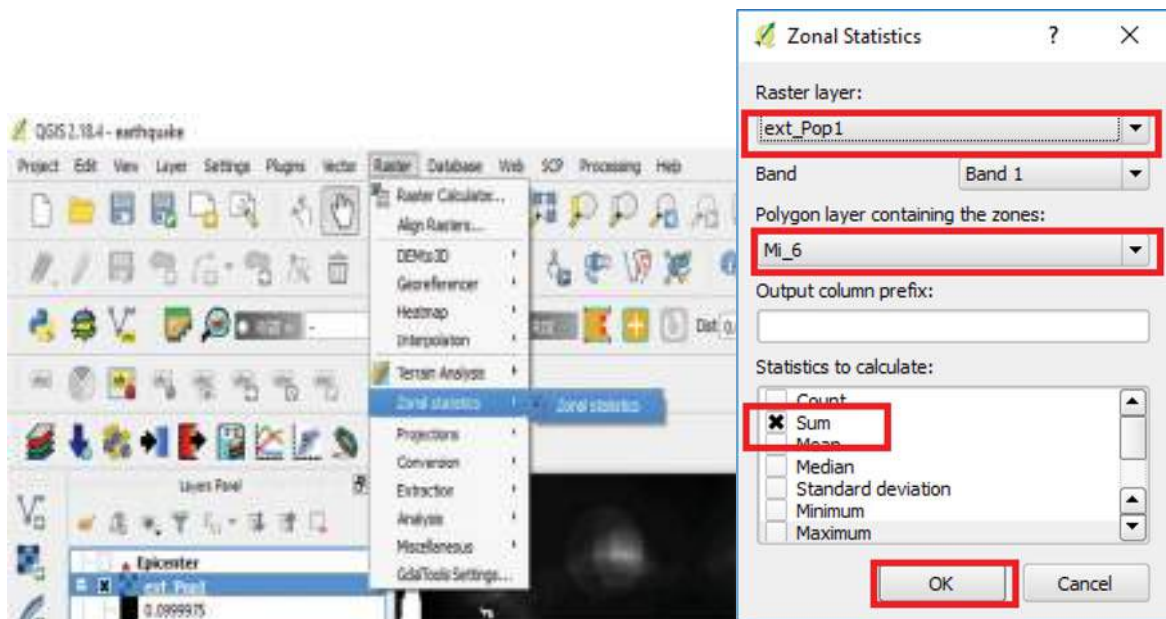 QGIS 2.18.4 - earthquake
Project Edit View Layer Settings Plugins Vector Raster Database Web SCP Processing Help
Raster Calculator...
Align Rasters...
DEMto3D
Georeferencer
Heatmap
Interpolation
Terrain Analysis
Zonal statistics
Zonal statistics
Projections
Conversion
Extraction
Analysis
Miscellaneous
GdalTools Settings...
Layers Panel
Epicenter
ext_Pop1
0.0999975
Zonal Statistics ?
Raster layer:
ext_Pop1
Band Band 1
Polygon layer containing the zones:
Mi_6
Output column prefix:
Statistics to calculate:
Count
Sum
Mean
Median
Standard deviation
Minimum
Maximum
OK Cancel